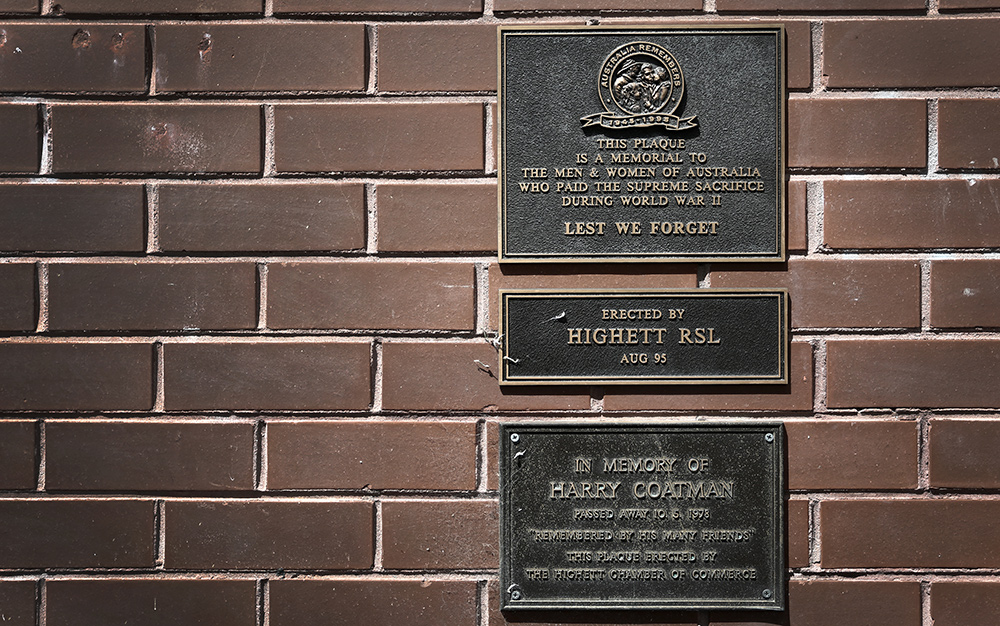 AUSTRALIA REMEMBERS
1945-1995
THIS PLAQUE
IS A MEMORIAL TO
THE MEN & WOMEN OF AUSTRALIA
WHO PAID THE SUPREME SACRIFICE
DURING WORLD WAR II
LEST WE FORGET
ERECTED BY
HIGHETT RSL
AUG 95
IN MEMORY OF
HARRY COATMAN
PASSED AWAY 10. 5. 1978
"REMEMBERED BY HIS MANY FRIENDS"
THIS PLAQUE ERECTED BY
THE HIGHETT CHAMBER OF COMMERCE